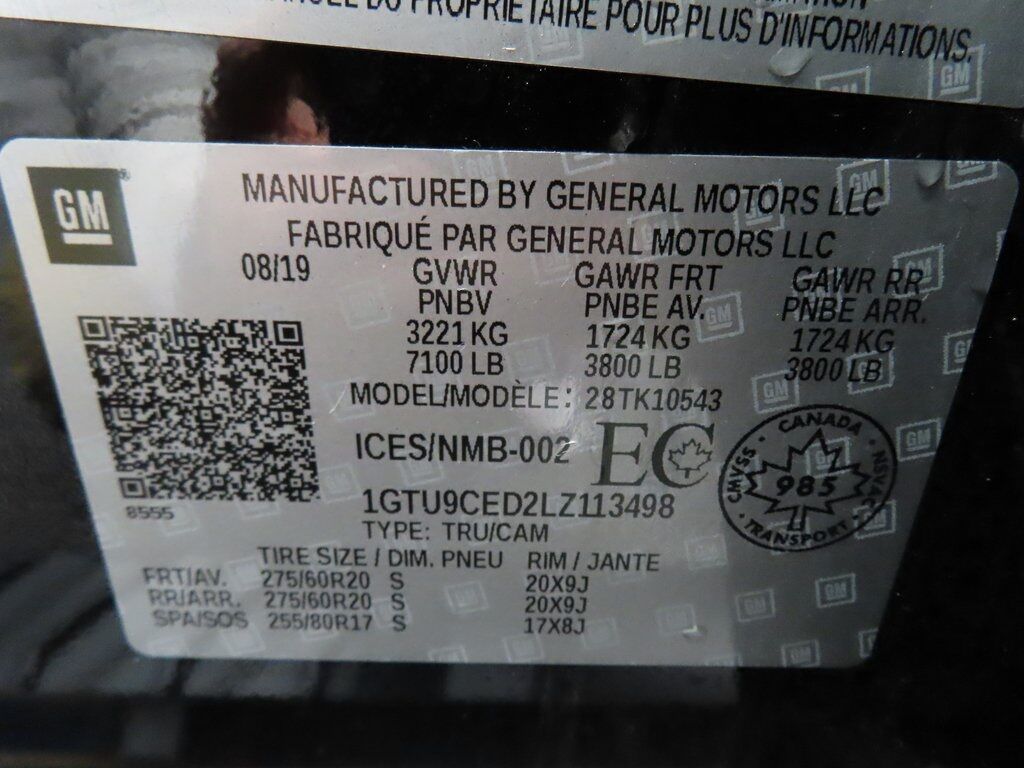 DU PROPRIÉTAIRE POUR PLUS D'INFORMATIONS.
GM
MANUFACTURED BY GENERAL MOTORS LLC
FABRIQUÉ PAR GENERAL MOTORS LLC
08/19 GVWR GAWR FRT GAWR RR
PNBV PNBE AV. PNBE ARR.
3221 KG 1724 KG 1724 KG
7100 LB 3800 LB 3800 LB
MODEL/MODÈLE: 28TK10543
ICES/NMB-002 EC
CANADA
CMVSS 985 NSVAC
TRANSPORT
8555
1GTU9CED2LZ113498
TYPE: TRU/CAM
TIRE SIZE / DIM. PNEU RIM / JANTE
FRT/AV. 275/60R20 S 20X9J
RR/ARR. 275/60R20 S 20X9J
SPA/SOS 255/80R17 S 17X8J